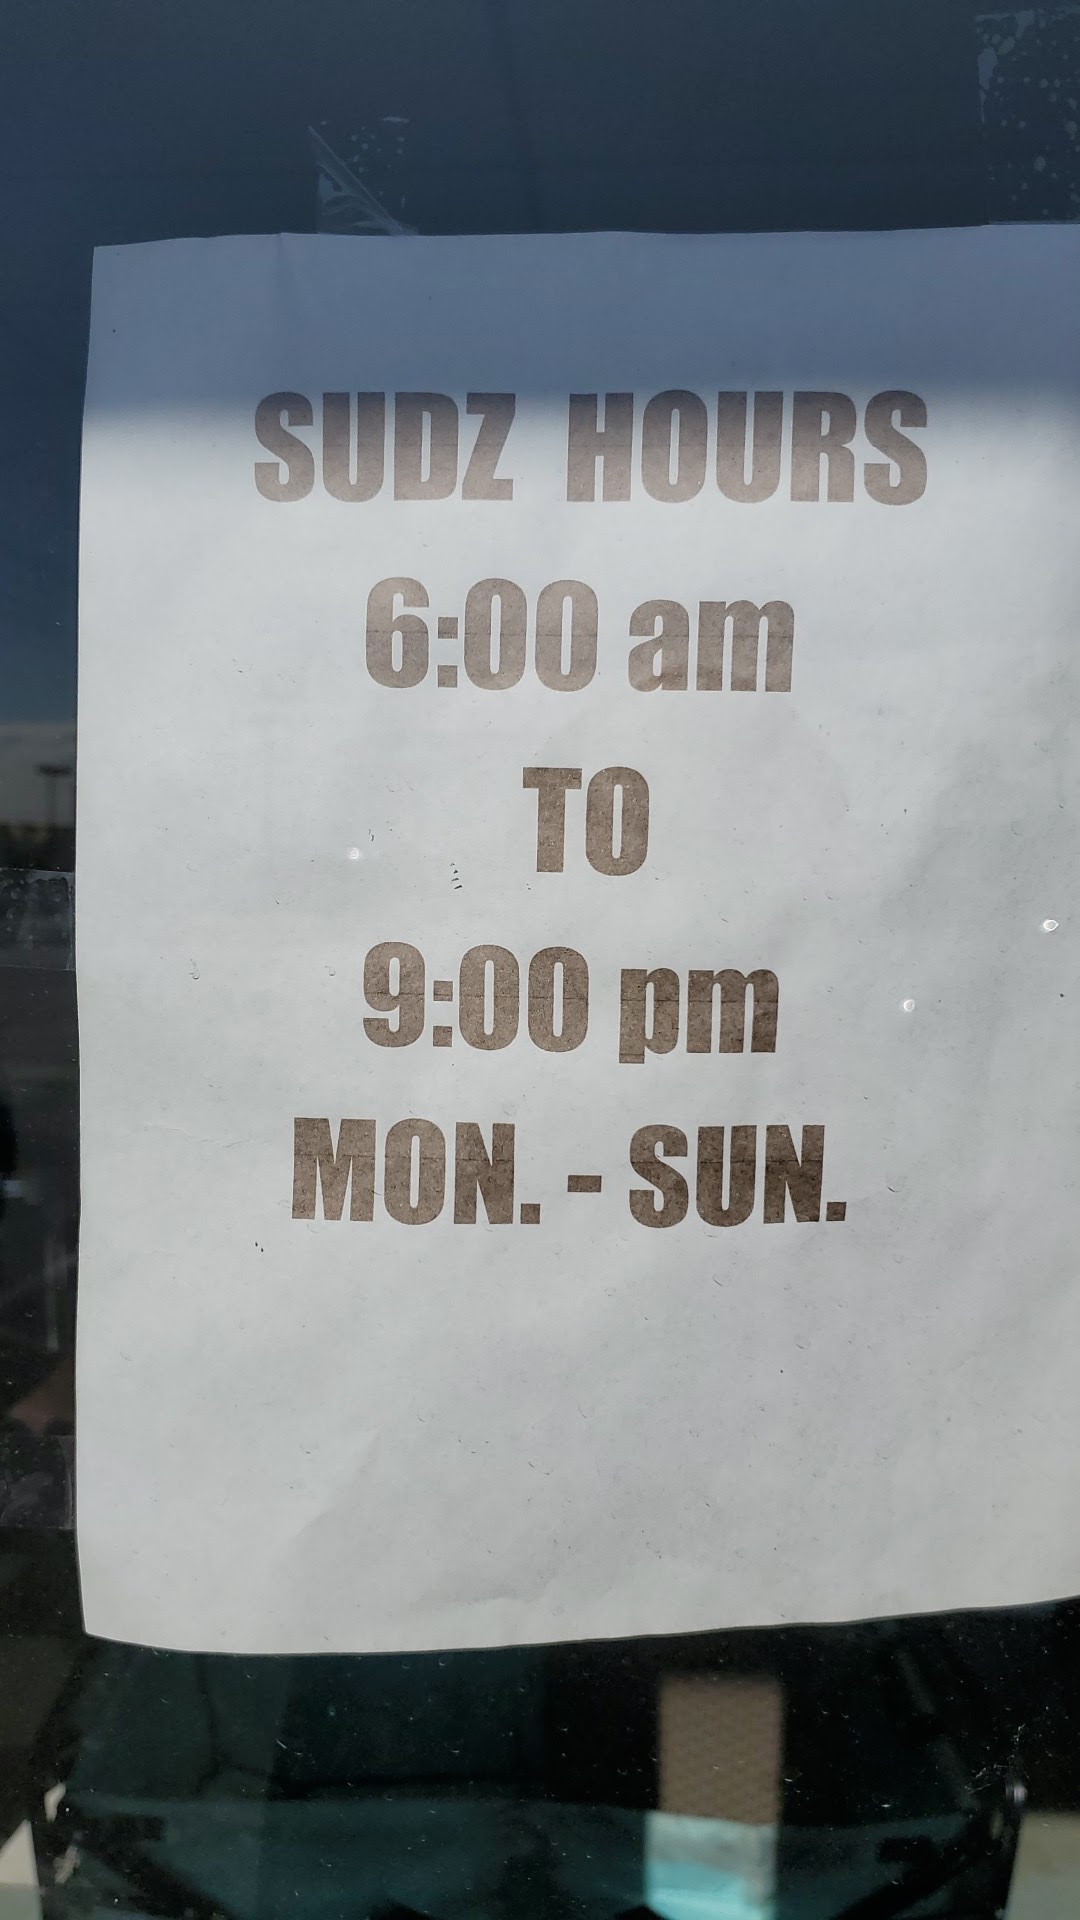 SUDZ HOURS
6:00 am
TO
9:00 pm
MON. - SUN.